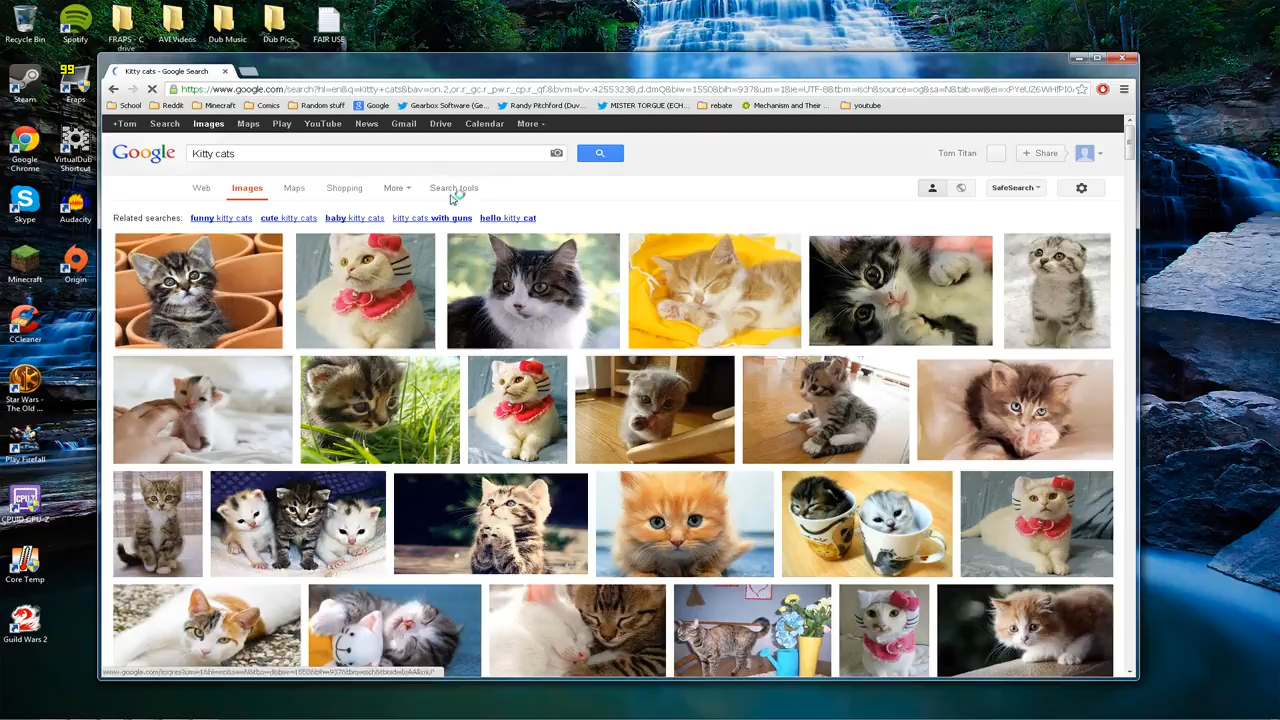 Recycle Bin
Spotify
FRAPS - C drive
AVI Videos
Dub Music
Dub Pics
FAIR USE
Steam
99
Fraps
Google Chrome
VirtualDub Shortcut
Skype
Audacity
Minecraft
Origin
CCleaner
Star Wars - The Old ...
Play Firefall
CPUID CPU-Z
Core Temp
Guild Wars 2
Kitty cats - Google Search
School
Reddit
Minecraft
Comics
Random stuff
Google
Gearbox Software (Ge...
Randy Pitchford (Duv...
MISTER TORGUE (ECH...
rebate
Mechanism and Their ...
youtube
+Tom Search Images Maps Play YouTube News Gmail Drive Calendar More
Google
Kitty cats
Tom Titan
+ Share
Web Images Maps Shopping More Search tools
SafeSearch
Related searches: funny kitty cats cute kitty cats baby kitty cats kitty cats with guns hello kitty cat